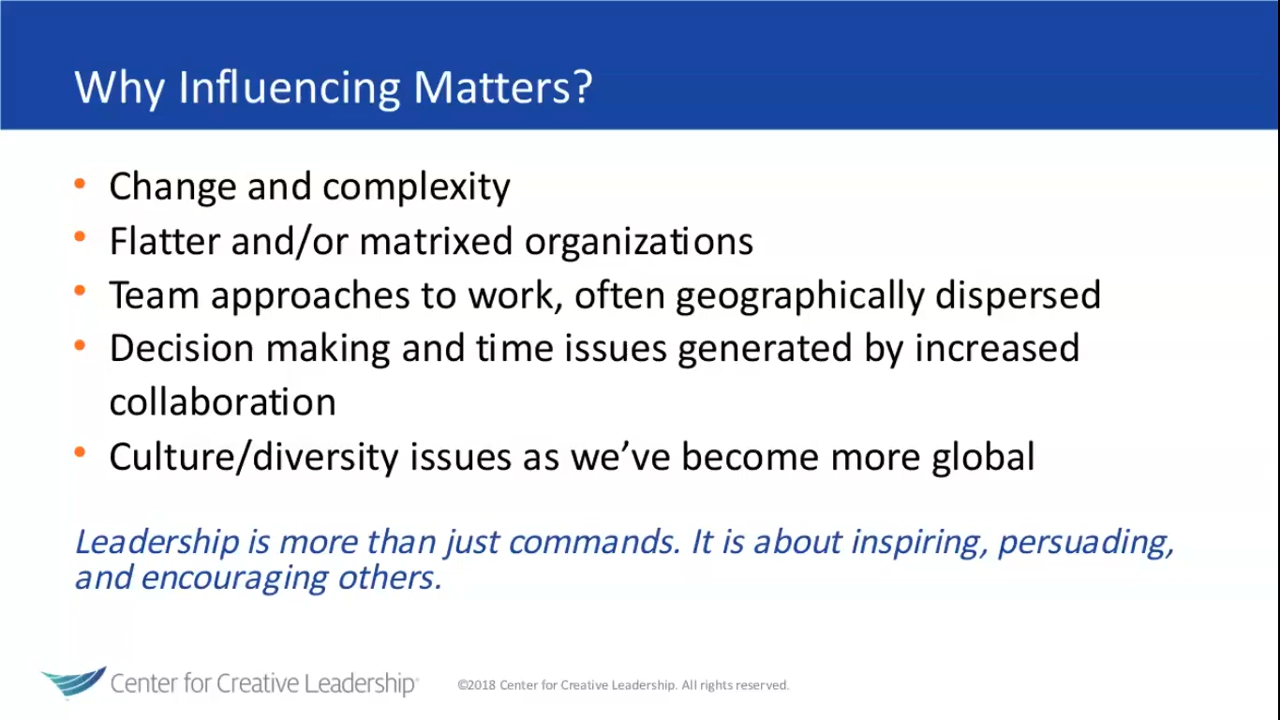 Why Influencing Matters?
• Change and complexity
• Flatter and/or matrixed organizations
• Team approaches to work, often geographically dispersed
• Decision making and time issues generated by increased
collaboration
• Culture/diversity issues as we’ve become more global
Leadership is more than just commands. It is about inspiring, persuading,
and encouraging others.
Center for Creative Leadership®
©2018 Center for Creative Leadership. All rights reserved.